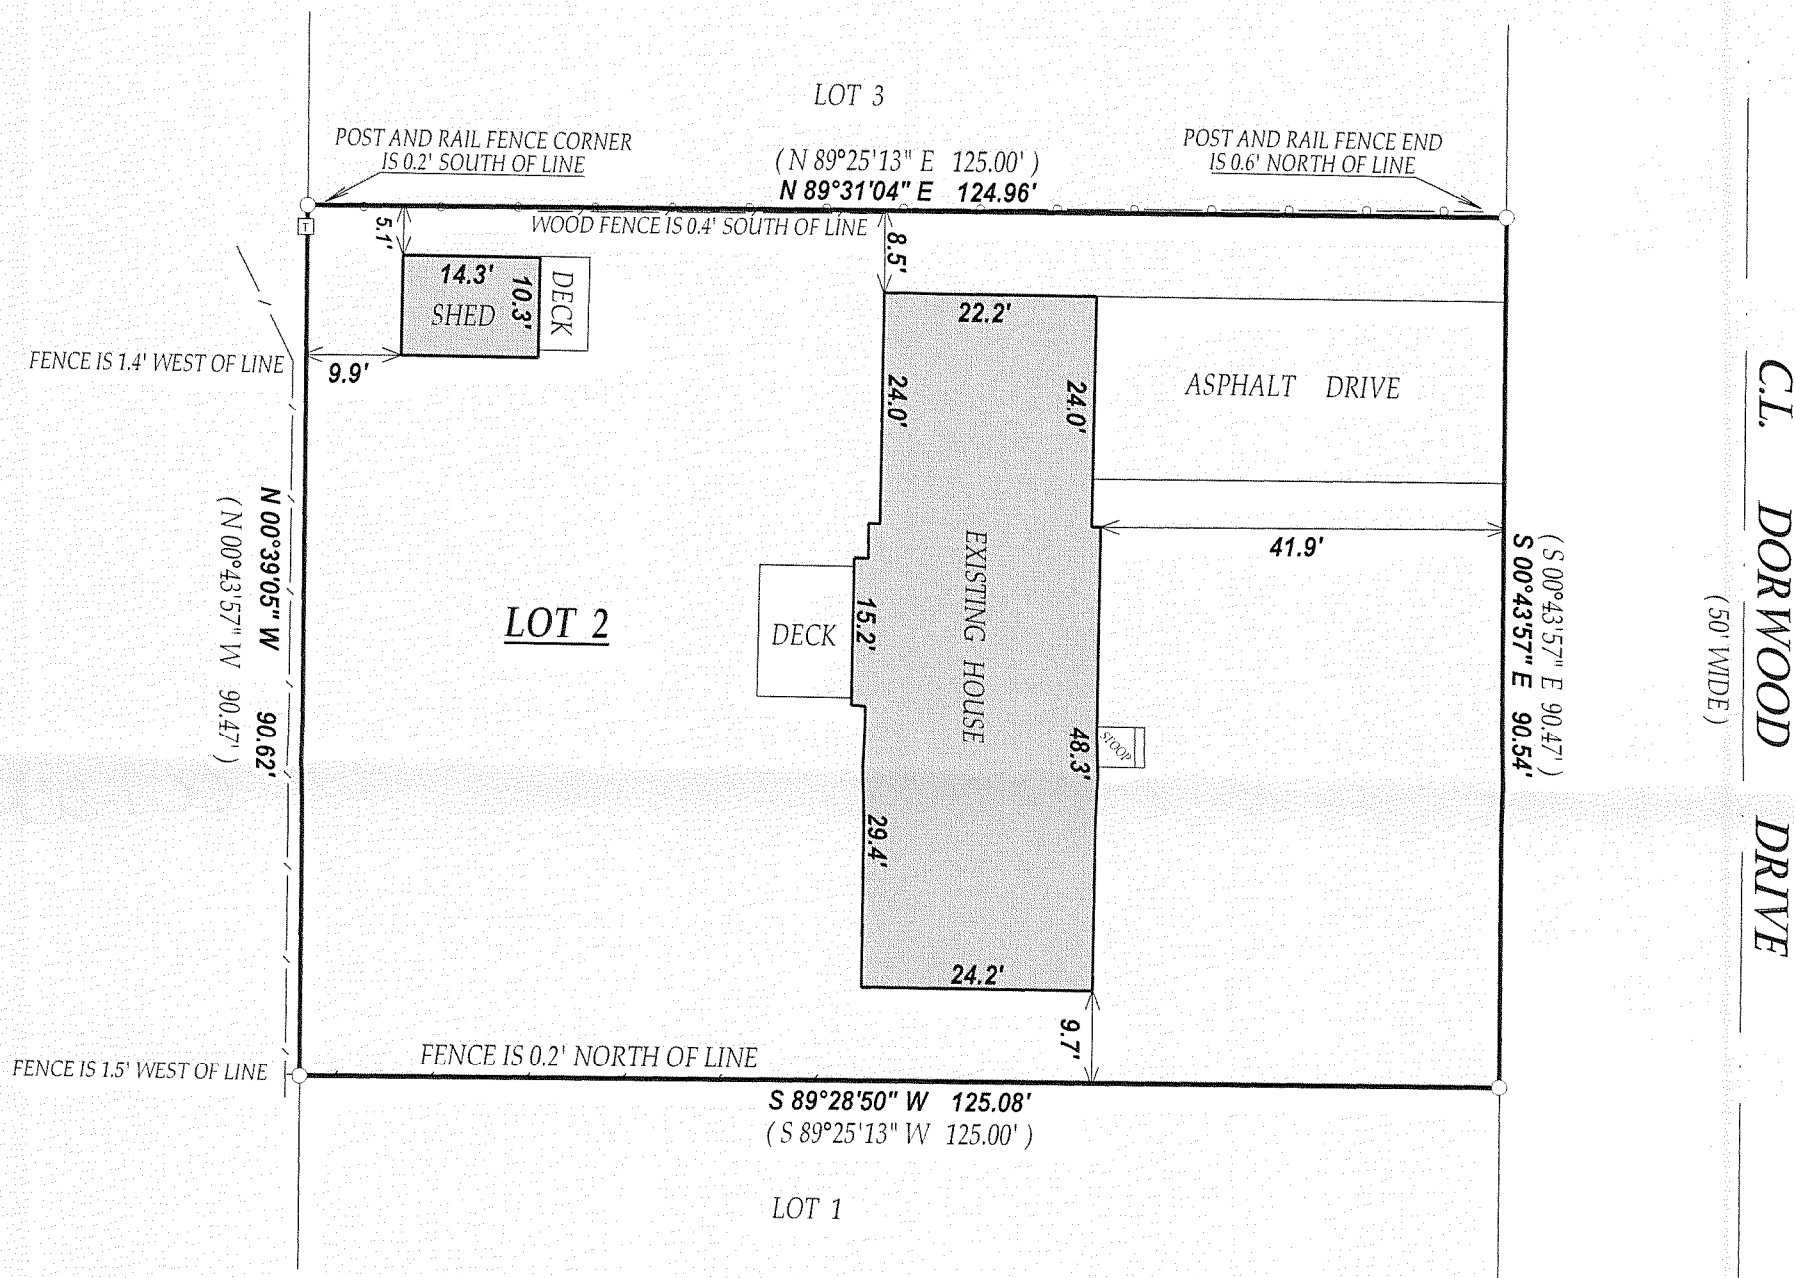 LOT 3
POST AND RAIL FENCE CORNER
IS 0.2' SOUTH OF LINE
( N 89°25'13" E 125.00' )
N 89°31'04" E 124.96'
POST AND RAIL FENCE END
IS 0.6' NORTH OF LINE
WOOD FENCE IS 0.4' SOUTH OF LINE
T
5.1'
8.5'
14.3'
10.3'
SHED
DECK
9.9'
FENCE IS 1.4' WEST OF LINE
22.2'
24.0'
24.0'
ASPHALT DRIVE
41.9'
EXISTING HOUSE
15.2'
DECK
LOT 2
48.3'
STOOP
29.4'
24.2'
9.7'
N 00°39'05" W 90.62'
( N 00°43'57" W 90.47' )
( S 00°43'57" E 90.47' )
S 00°43'57" E 90.54'
C.L. DORWOOD DRIVE
( 50' WIDE )
FENCE IS 0.2' NORTH OF LINE
FENCE IS 1.5' WEST OF LINE
S 89°28'50" W 125.08'
( S 89°25'13" W 125.00' )
LOT 1